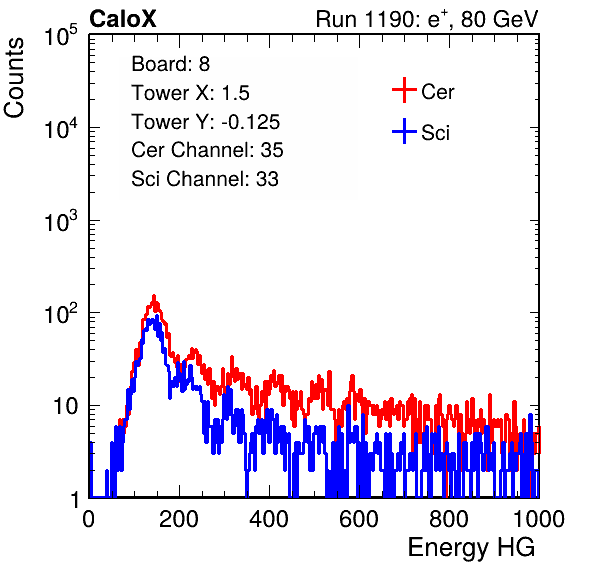 CaloX Run 1190: e⁺, 80 GeV
Counts
10⁵
10⁴
10³
10²
10
1
Board: 8
Tower X: 1.5
Tower Y: -0.125
Cer Channel: 35
Sci Channel: 33
Cer
Sci
0 200 400 600 800 1000
Energy HG